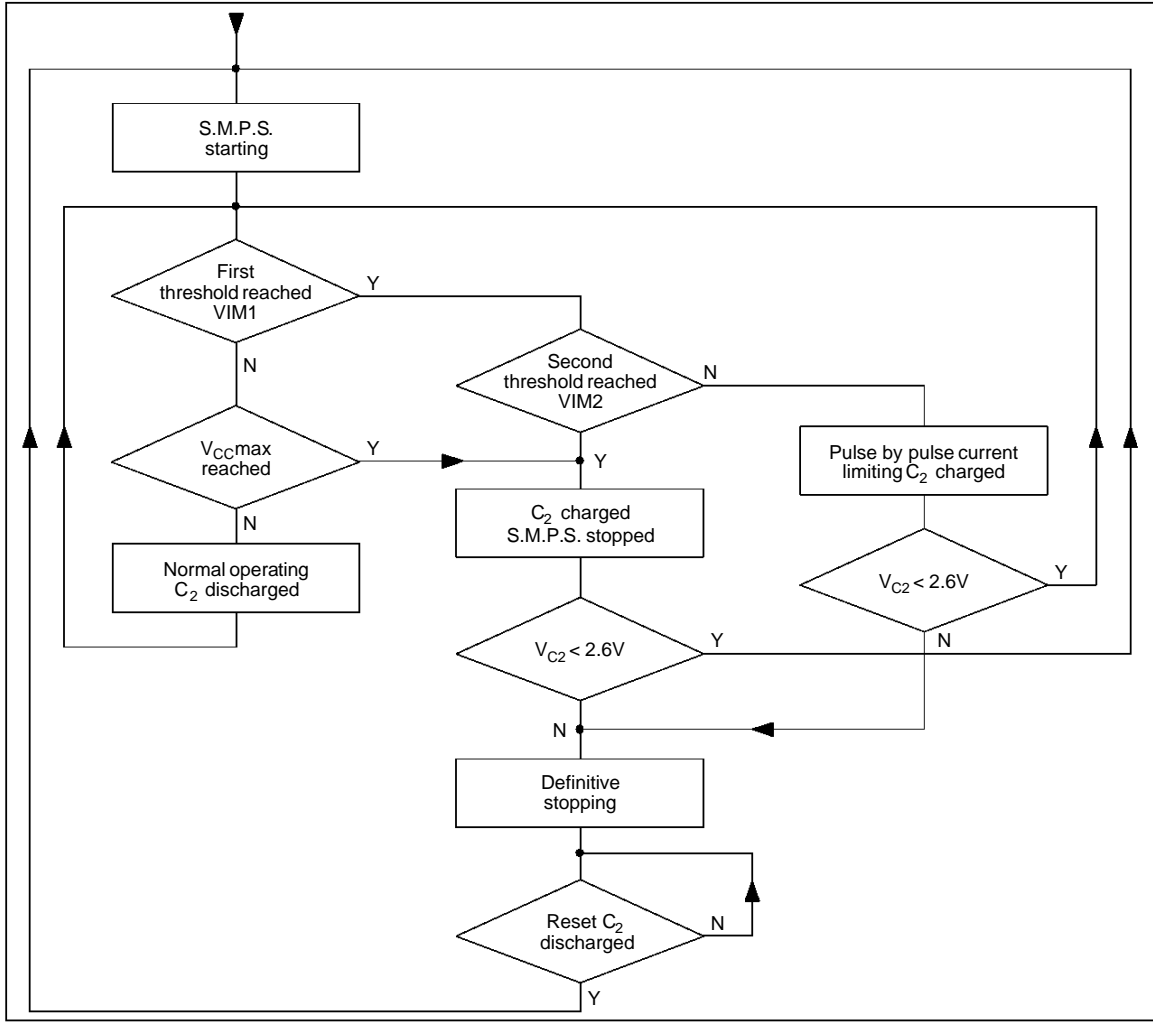 S.M.P.S.
starting
First
threshold reached
VIM1
Y
N
Second
threshold reached
VIM2
N
Y
VCCmax
reached
Y
N
Pulse by pulse current
limiting C2 charged
C2 charged
S.M.P.S. stopped
Normal operating
C2 discharged
VC2 < 2.6V
Y
N
VC2 < 2.6V
Y
N
Definitive
stopping
Reset C2
discharged
N
Y